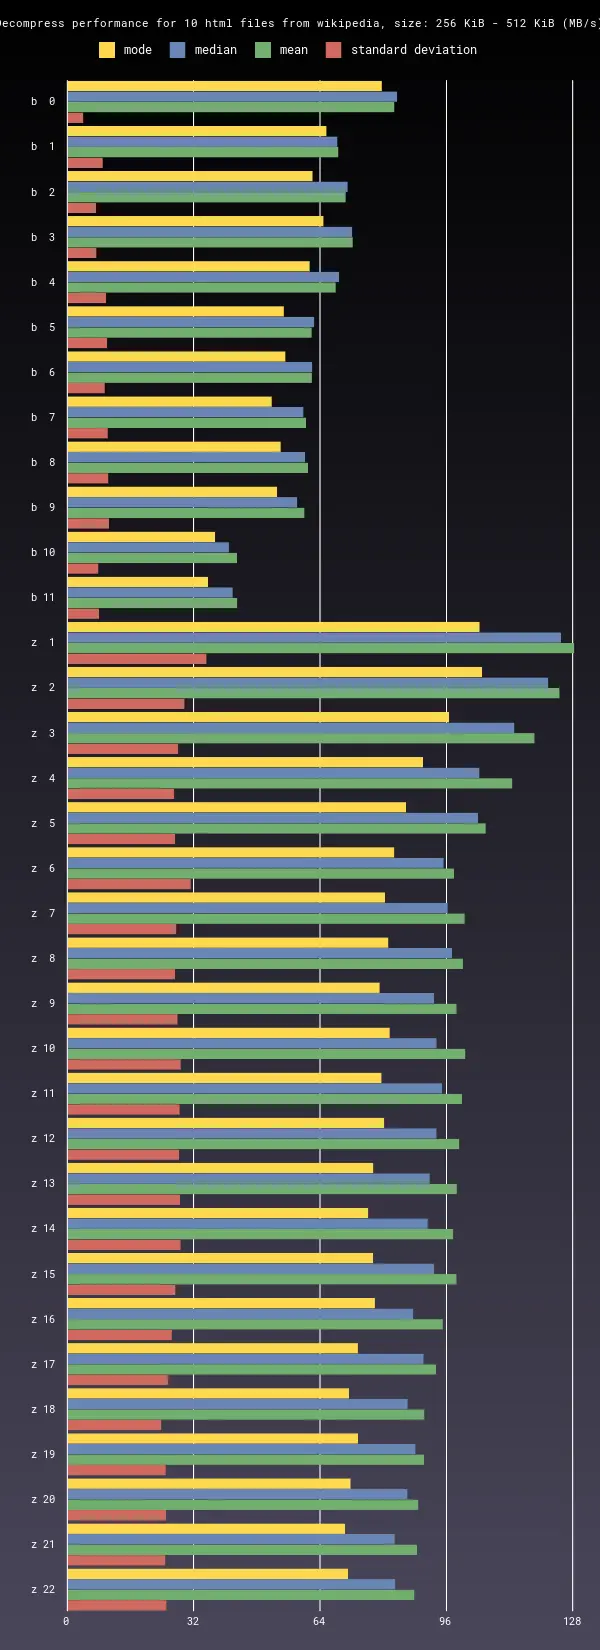 Decompress performance for 10 html files from wikipedia, size: 256 KiB - 512 KiB (MB/s)
mode median mean standard deviation
b 0
b 1
b 2
b 3
b 4
b 5
b 6
b 7
b 8
b 9
b 10
b 11
z 1
z 2
z 3
z 4
z 5
z 6
z 7
z 8
z 9
z 10
z 11
z 12
z 13
z 14
z 15
z 16
z 17
z 18
z 19
z 20
z 21
z 22
0 32 64 96 128